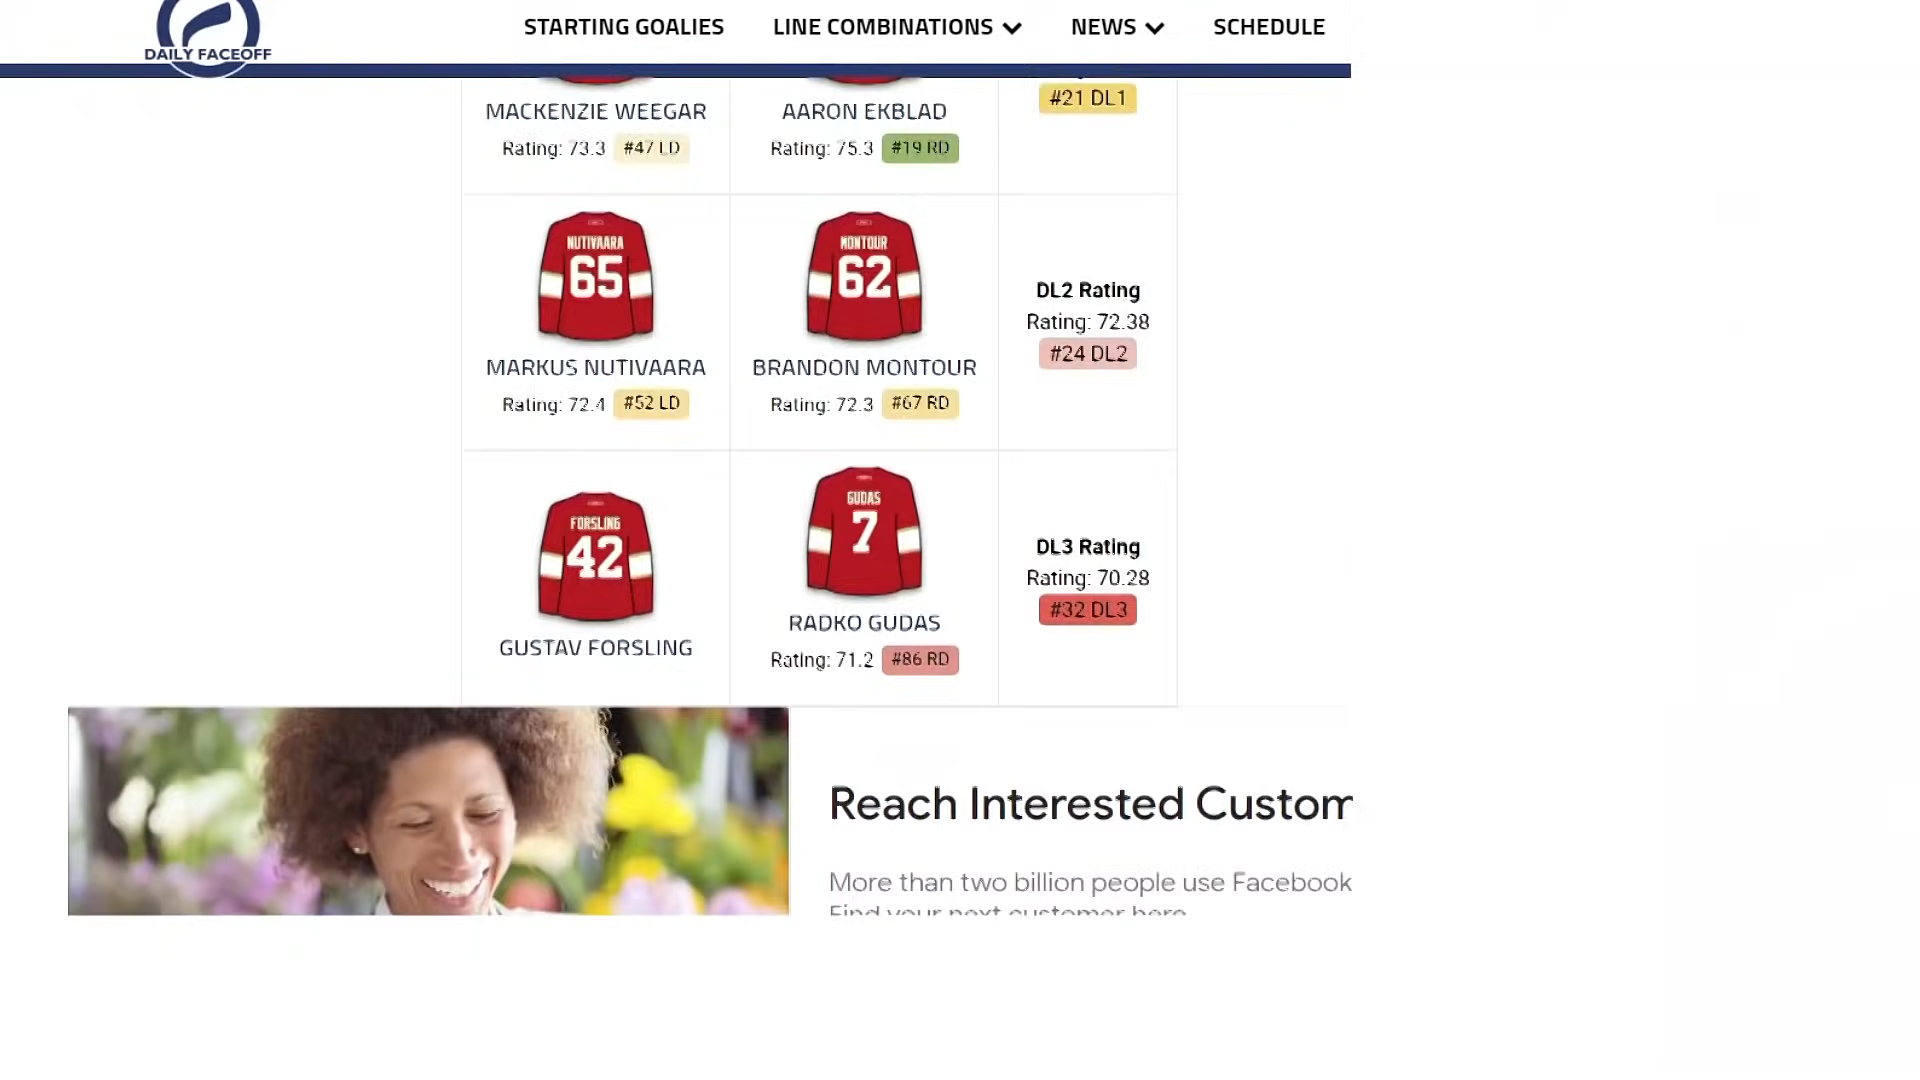 DAILY FACEOFF
STARTING GOALIES LINE COMBINATIONS NEWS SCHEDULE
MACKENZIE WEEGAR
Rating: 73.3 #47 LD
AARON EKBLAD
Rating: 75.3 #19 RD
#21 DL1
NUTIVAARA
65
MARKUS NUTIVAARA
Rating: 72.4 #52 LD
MONTOUR
62
BRANDON MONTOUR
Rating: 72.3 #67 RD
DL2 Rating
Rating: 72.38
#24 DL2
FORSLING
42
GUSTAV FORSLING
GUDAS
7
RADKO GUDAS
Rating: 71.2 #86 RD
DL3 Rating
Rating: 70.28
#32 DL3
Reach Interested Custom
More than two billion people use Facebook
Find your next customer here